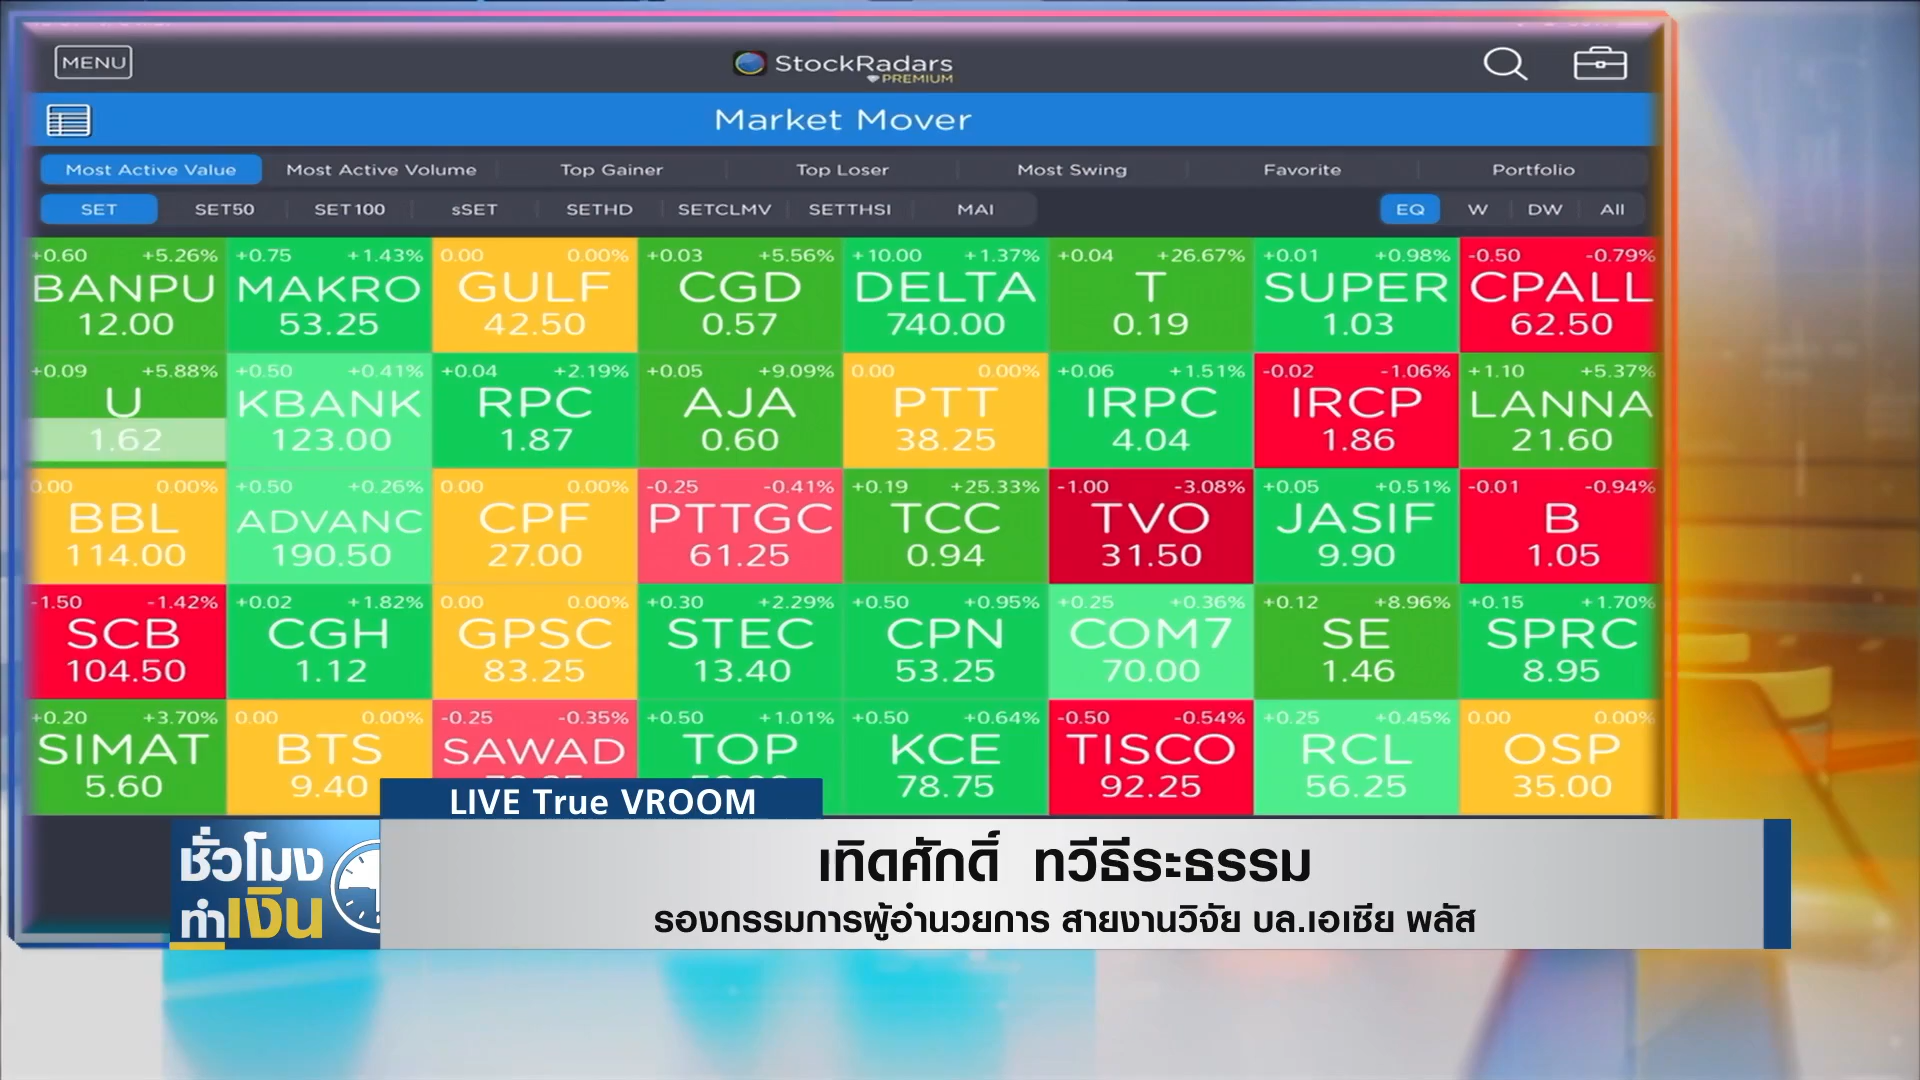 MENU
StockRadars
PREMIUM
Market Mover
Most Active Value Most Active Volume Top Gainer Top Loser Most Swing Favorite Portfolio
SET SET50 SET100 sSET SETHD SETCLMV SETTHSI MAI EQ W DW All
+0.60 +5.26% +0.75 +1.43% 0.00 0.00% +0.03 +5.56% +10.00 +1.37% +0.04 +26.67% +0.01 +0.98% -0.50 -0.79%
BANPU MAKRO GULF CGD DELTA T SUPER CPALL
12.00 53.25 42.50 0.57 740.00 0.19 1.03 62.50
+0.09 +5.88% +0.50 +0.41% +0.04 +2.19% +0.05 +9.09% 0.00 0.00% +0.06 +1.51% -0.02 -1.06% +1.10 +5.37%
U KBANK RPC AJA PTT IRPC IRCP LANNA
1.62 123.00 1.87 0.60 38.25 4.04 1.86 21.60
0.00 0.00% +0.50 +0.26% 0.00 0.00% -0.25 -0.41% +0.19 +25.33% -1.00 -3.08% +0.05 +0.51% -0.01 -0.94%
BBL ADVANC CPF PTTGC TCC TVO JASIF B
114.00 190.50 27.00 61.25 0.94 31.50 9.90 1.05
-1.50 -1.42% +0.02 +1.82% 0.00 0.00% +0.30 +2.29% +0.50 +0.95% +0.25 +0.36% +0.12 +8.96% +0.15 +1.70%
SCB CGH GPSC STEC CPN COM7 SE SPRC
104.50 1.12 83.25 13.40 53.25 70.00 1.46 8.95
+0.20 +3.70% 0.00 0.00% -0.25 -0.35% +0.50 +1.01% +0.50 +0.64% -0.50 -0.54% +0.25 +0.45% 0.00 0.00%
SIMAT BTS SAWAD TOP KCE TISCO RCL OSP
5.60 9.40 78.75 92.25 56.25 35.00
LIVE True VROOM
ชั่วโมง
ทำเงิน
เทิดศักดิ์ ทวีธีระธรรม
รองกรรมการผู้อำนวยการ สายงานวิจัย บล.เอเซีย พลัส